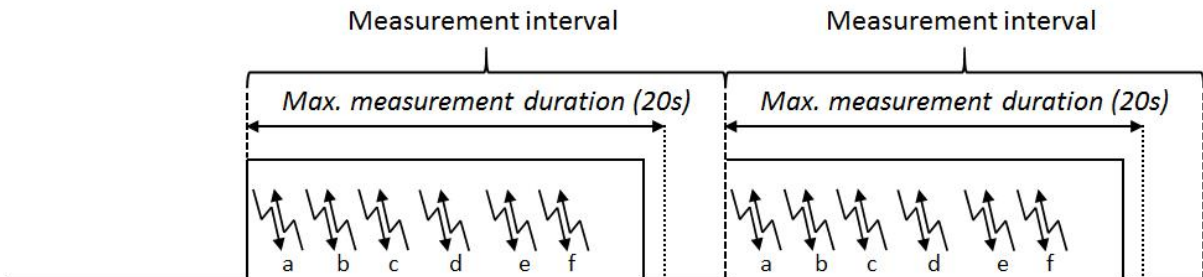 Measurement interval Measurement interval
Max. measurement duration (20s) Max. measurement duration (20s)
a b c d e f a b c d e f